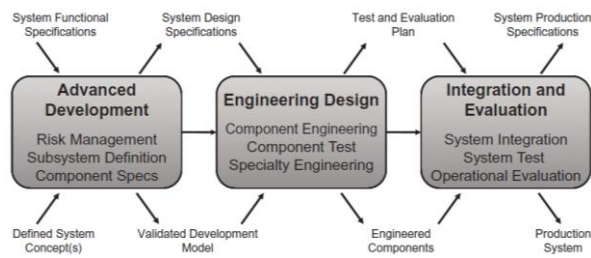 System Functional
Specifications
System Design
Specifications
Test and Evaluation
Plan
System Production
Specifications
Advanced
Development
Risk Management
Subsystem Definition
Component Specs
Engineering Design
Component Engineering
Component Test
Specialty Engineering
Integration and
Evaluation
System Integration
System Test
Operational Evaluation
Defined System
Concept(s)
Validated Development
Model
Engineered
Components
Production
System